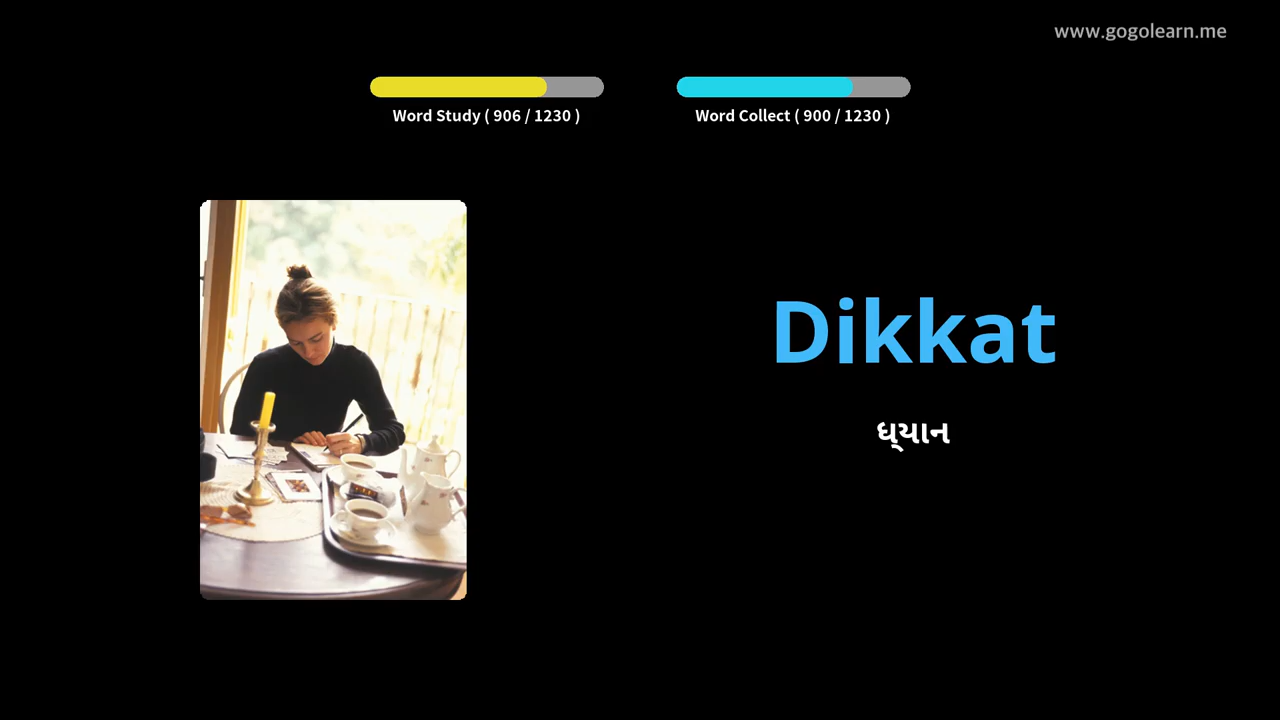 www.gogolearn.me
Word Study ( 906 / 1230 )
Word Collect ( 900 / 1230 )
Dikkat
ધ્યાન